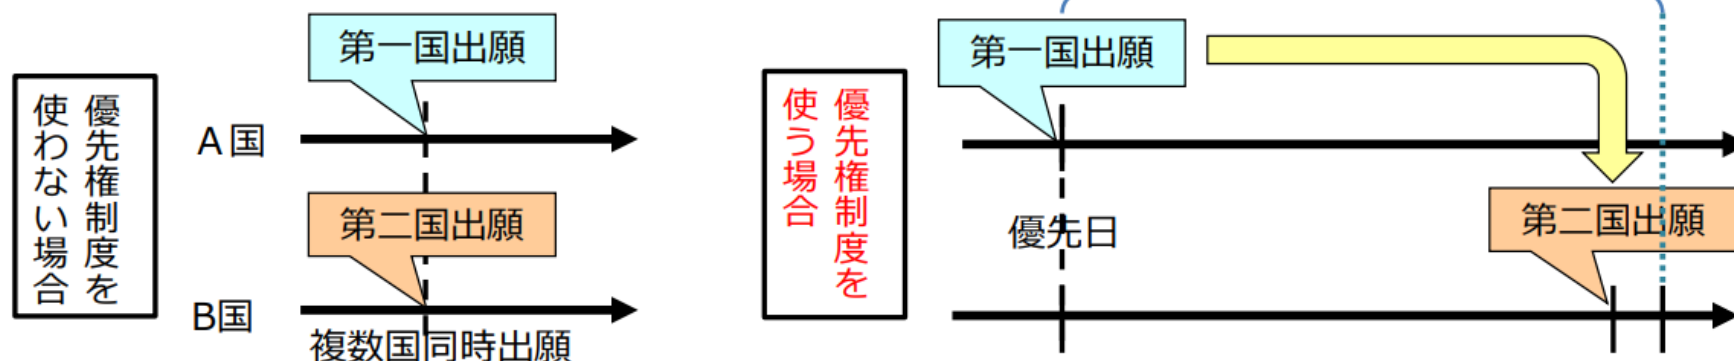 優先権制度を
使わない場合
A国
第一国出願
第二国出願
B国
複数国同時出願
優先権制度を
使う場合
第一国出願
優先日
第二国出願